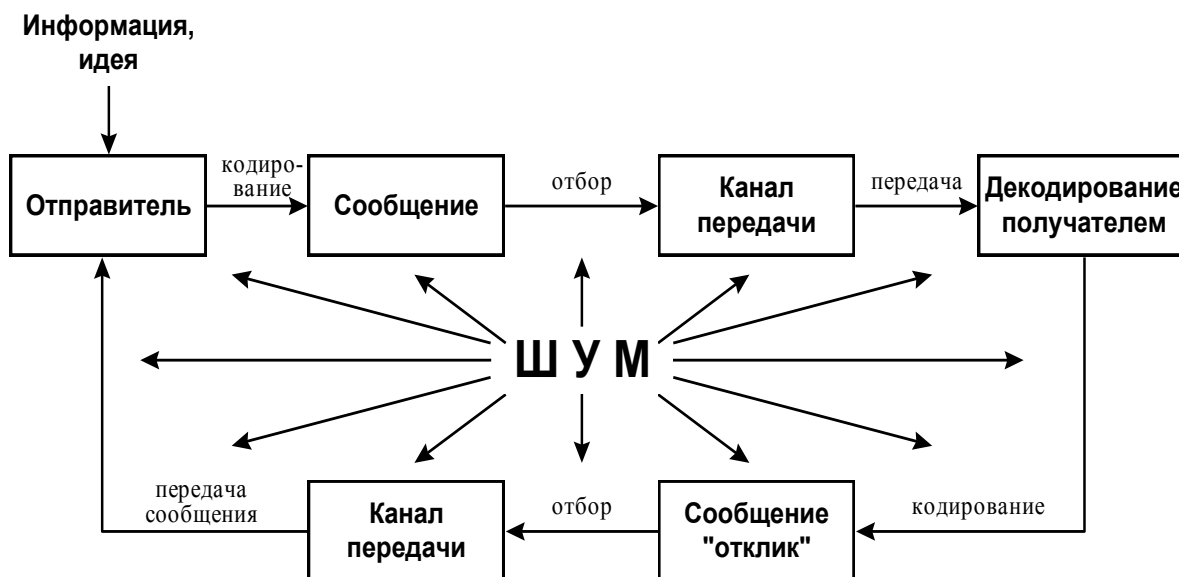 Информация,
идея
Отправитель
кодиро-
вание
Сообщение
отбор
Канал
передачи
передача
Декодирование
получателем
ШУМ
передача
сообщения
Канал
передачи
отбор
Сообщение
"отклик"
кодирование